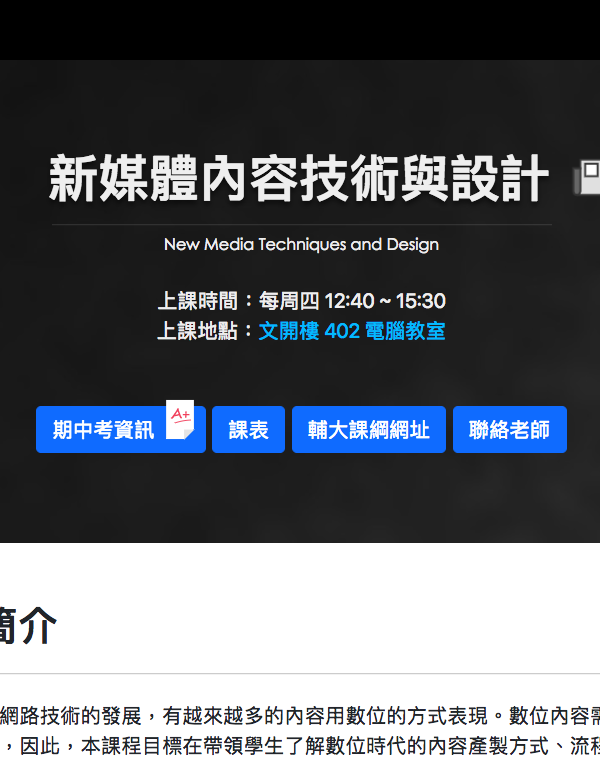 新媒體內容技術與設計
New Media Techniques and Design
上課時間：每周四 12:40 ~ 15:30
上課地點：文開樓 402 電腦教室
期中考資訊 A+ 課表 輔大課綱網址 聯絡老師
簡介
網路技術的發展，有越來越多的內容用數位的方式表現。數位內容需
，因此，本課程目標在帶領學生了解數位時代的內容產製方式、流程